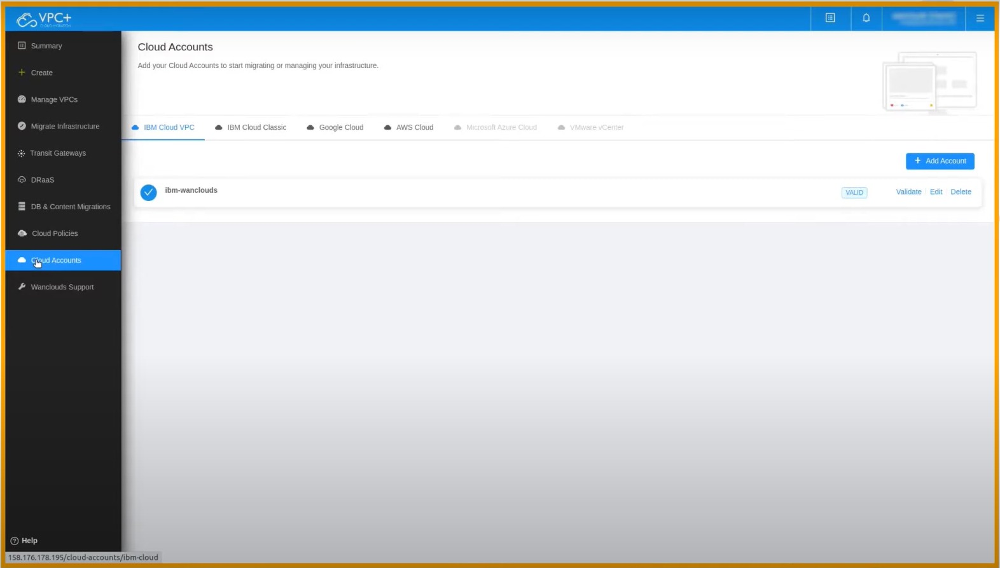 VPC+
CLOUD MIGRATION
Summary
Create
Manage VPCs
Migrate Infrastructure
Transit Gateways
DRaaS
DB & Content Migrations
Cloud Policies
Cloud Accounts
Wanclouds Support
Help
158.176.178.195/cloud-accounts/ibm-cloud
Cloud Accounts
Add your Cloud Accounts to start migrating or managing your infrastructure.
IBM Cloud VPC IBM Cloud Classic Google Cloud AWS Cloud Microsoft Azure Cloud VMware vCenter
+ Add Account
ibm-wanclouds VALID Validate Edit Delete